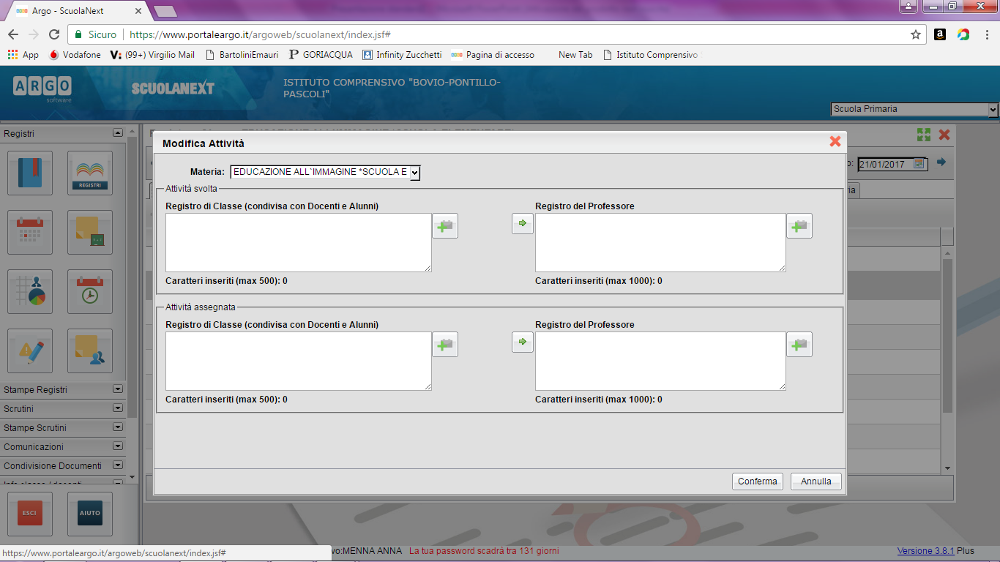 Argo - ScuolaNext
Sicuro https://www.portaleargo.it/argoweb/scuolanext/index.jsf#
App Vodafone (99+) Virgilio Mail BartoliniEmauri GORIACQUA Infinity Zucchetti Pagina di accesso New Tab Istituto Comprensivo
ARGO
software
SCUOLANEXT
ISTITUTO COMPRENSIVO "BOVIO-PONTILLO-
PASCOLI"
Scuola Primaria
Registri
REGISTRI
Stampe Registri
Scrutini
Stampe Scrutini
Comunicazioni
Condivisione Documenti
ESCI
AIUTO
21/01/2017
Modifica Attività
Materia: EDUCAZIONE ALL`IMMAGINE *SCUOLA E
Attività svolta
Registro di Classe (condivisa con Docenti e Alunni) Registro del Professore
Caratteri inseriti (max 500): 0 Caratteri inseriti (max 1000): 0
Attività assegnata
Registro di Classe (condivisa con Docenti e Alunni) Registro del Professore
Caratteri inseriti (max 500): 0 Caratteri inseriti (max 1000): 0
Conferma Annulla
https://www.portaleargo.it/argoweb/scuolanext/index.jsf# vo:MENNA ANNA La tua password scadrà tra 131 giorni Versione 3.8.1 Plus